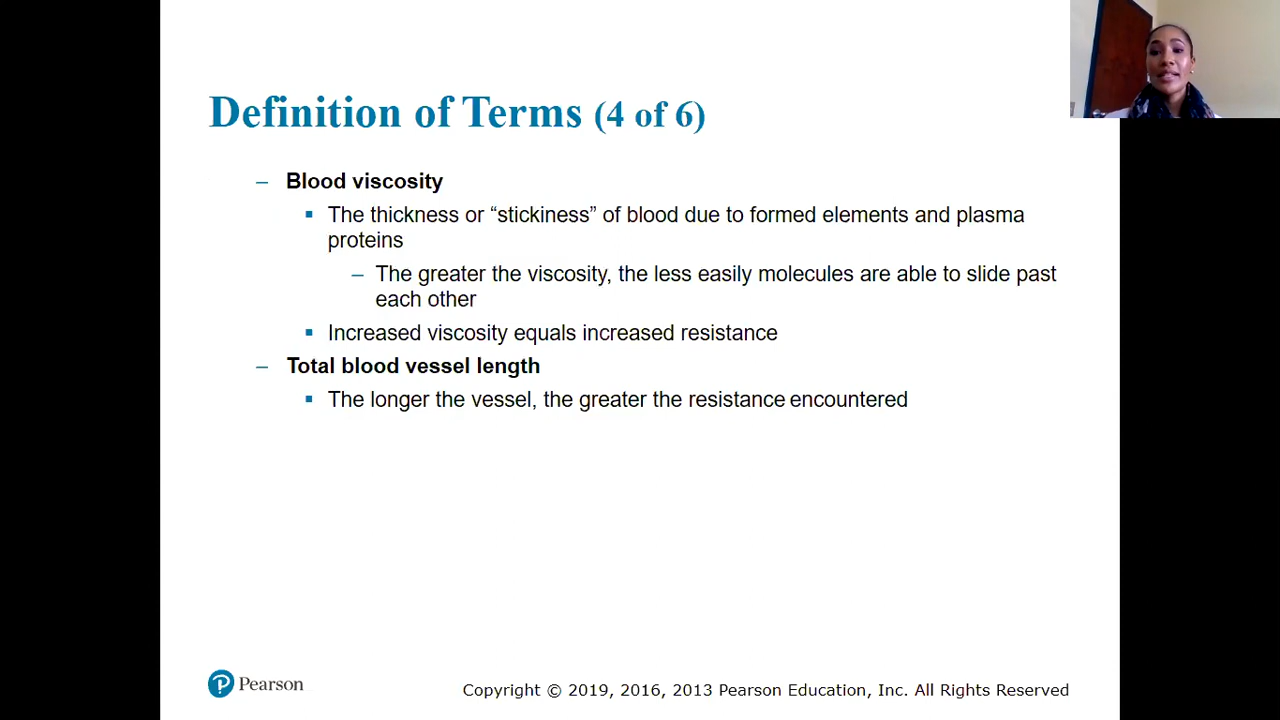 Definition of Terms (4 of 6)
– Blood viscosity
▪ The thickness or “stickiness” of blood due to formed elements and plasma
proteins
– The greater the viscosity, the less easily molecules are able to slide past
each other
▪ Increased viscosity equals increased resistance
– Total blood vessel length
▪ The longer the vessel, the greater the resistance encountered
P Pearson
Copyright © 2019, 2016, 2013 Pearson Education, Inc. All Rights Reserved